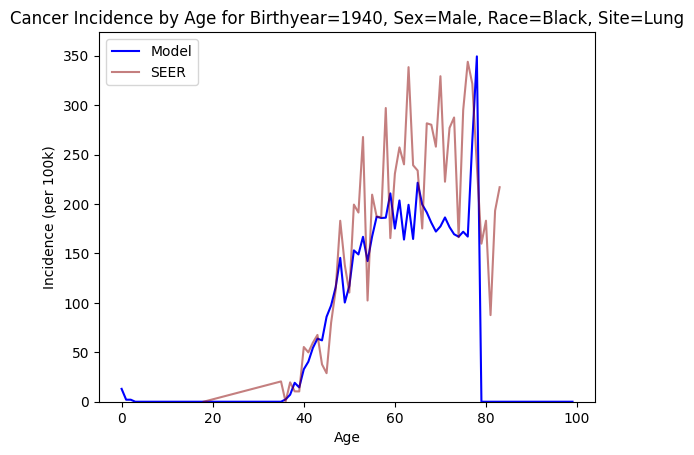 Cancer Incidence by Age for Birthyear=1940, Sex=Male, Race=Black, Site=Lung
Model
SEER
350
300
250
200
150
100
50
0
Incidence (per 100k)
0 20 40 60 80 100
Age